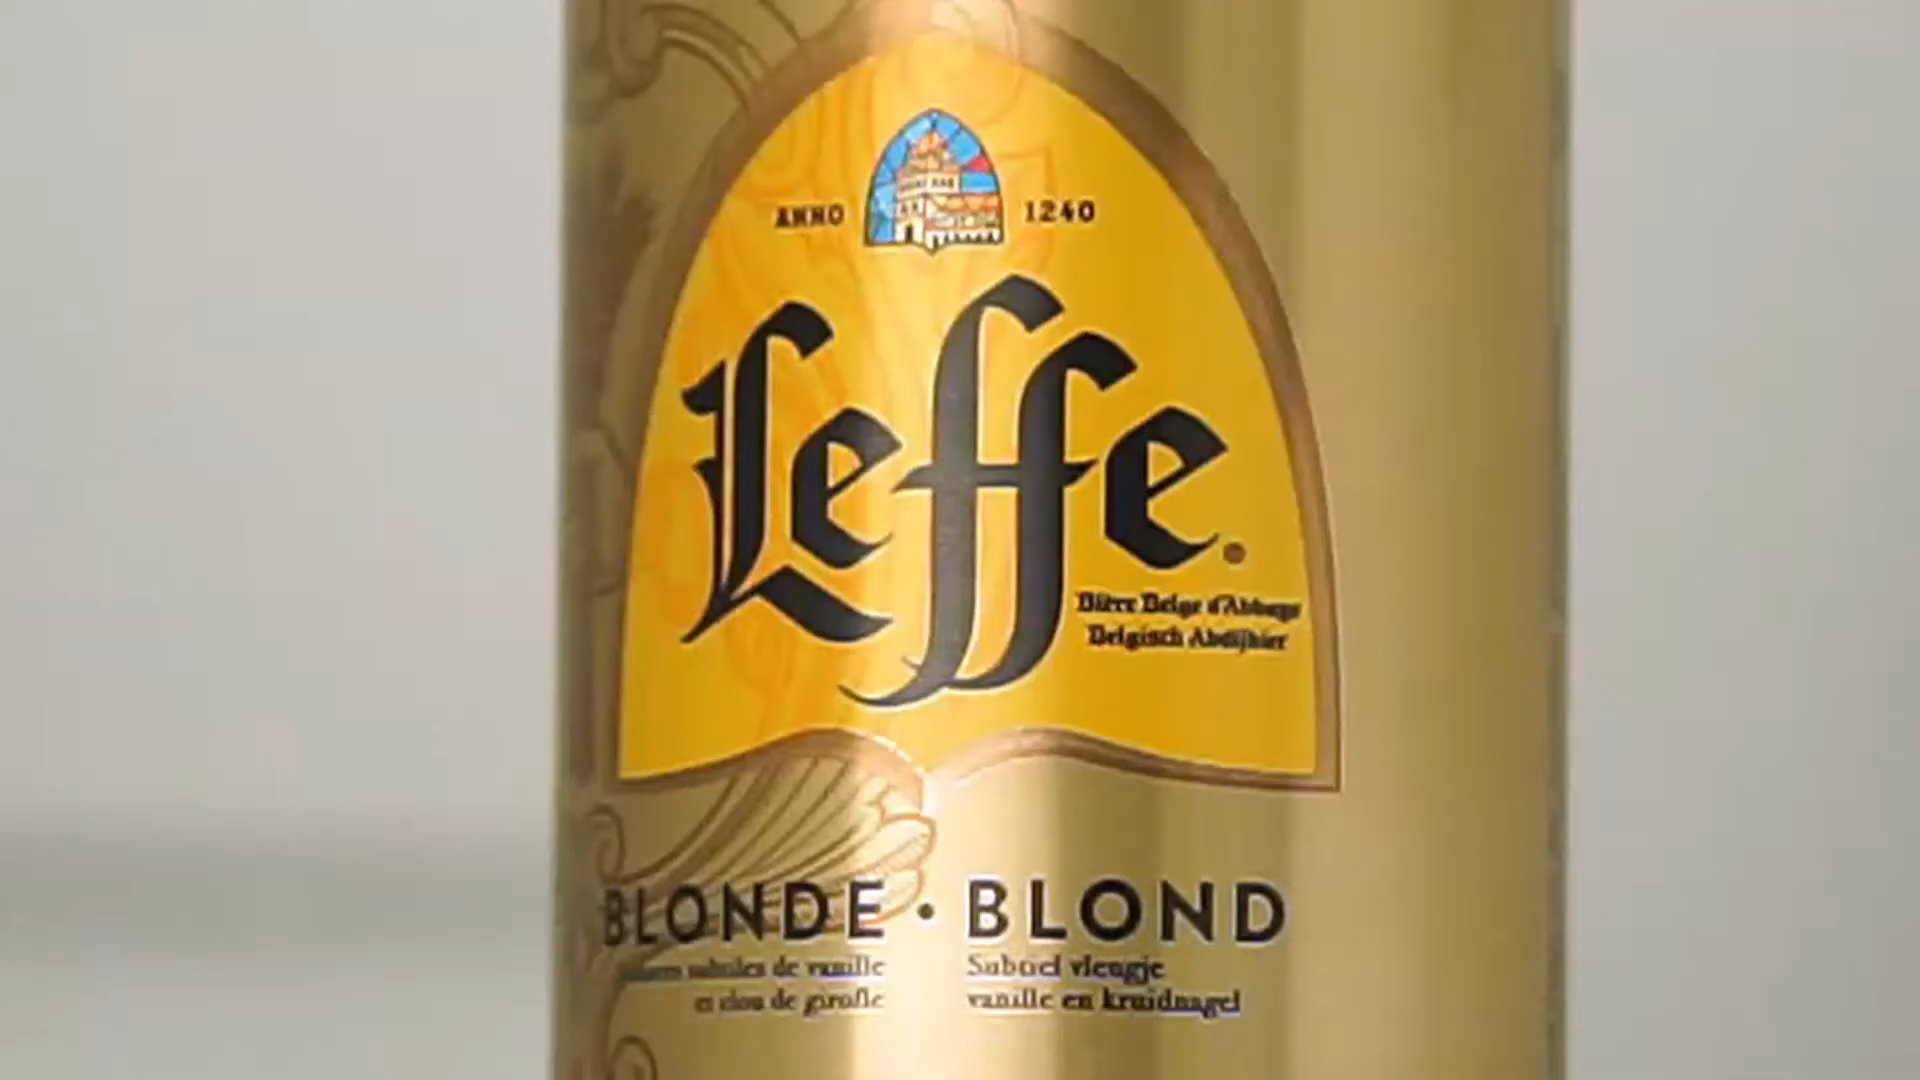 ANNO 1240
Leffe
Bière Belge d'Abbaye
Belgisch Abdijbier
BLONDE • BLOND
subtiles de vanille
et clou de girofle
Subtiel vleugje
vanille en kruidnagel